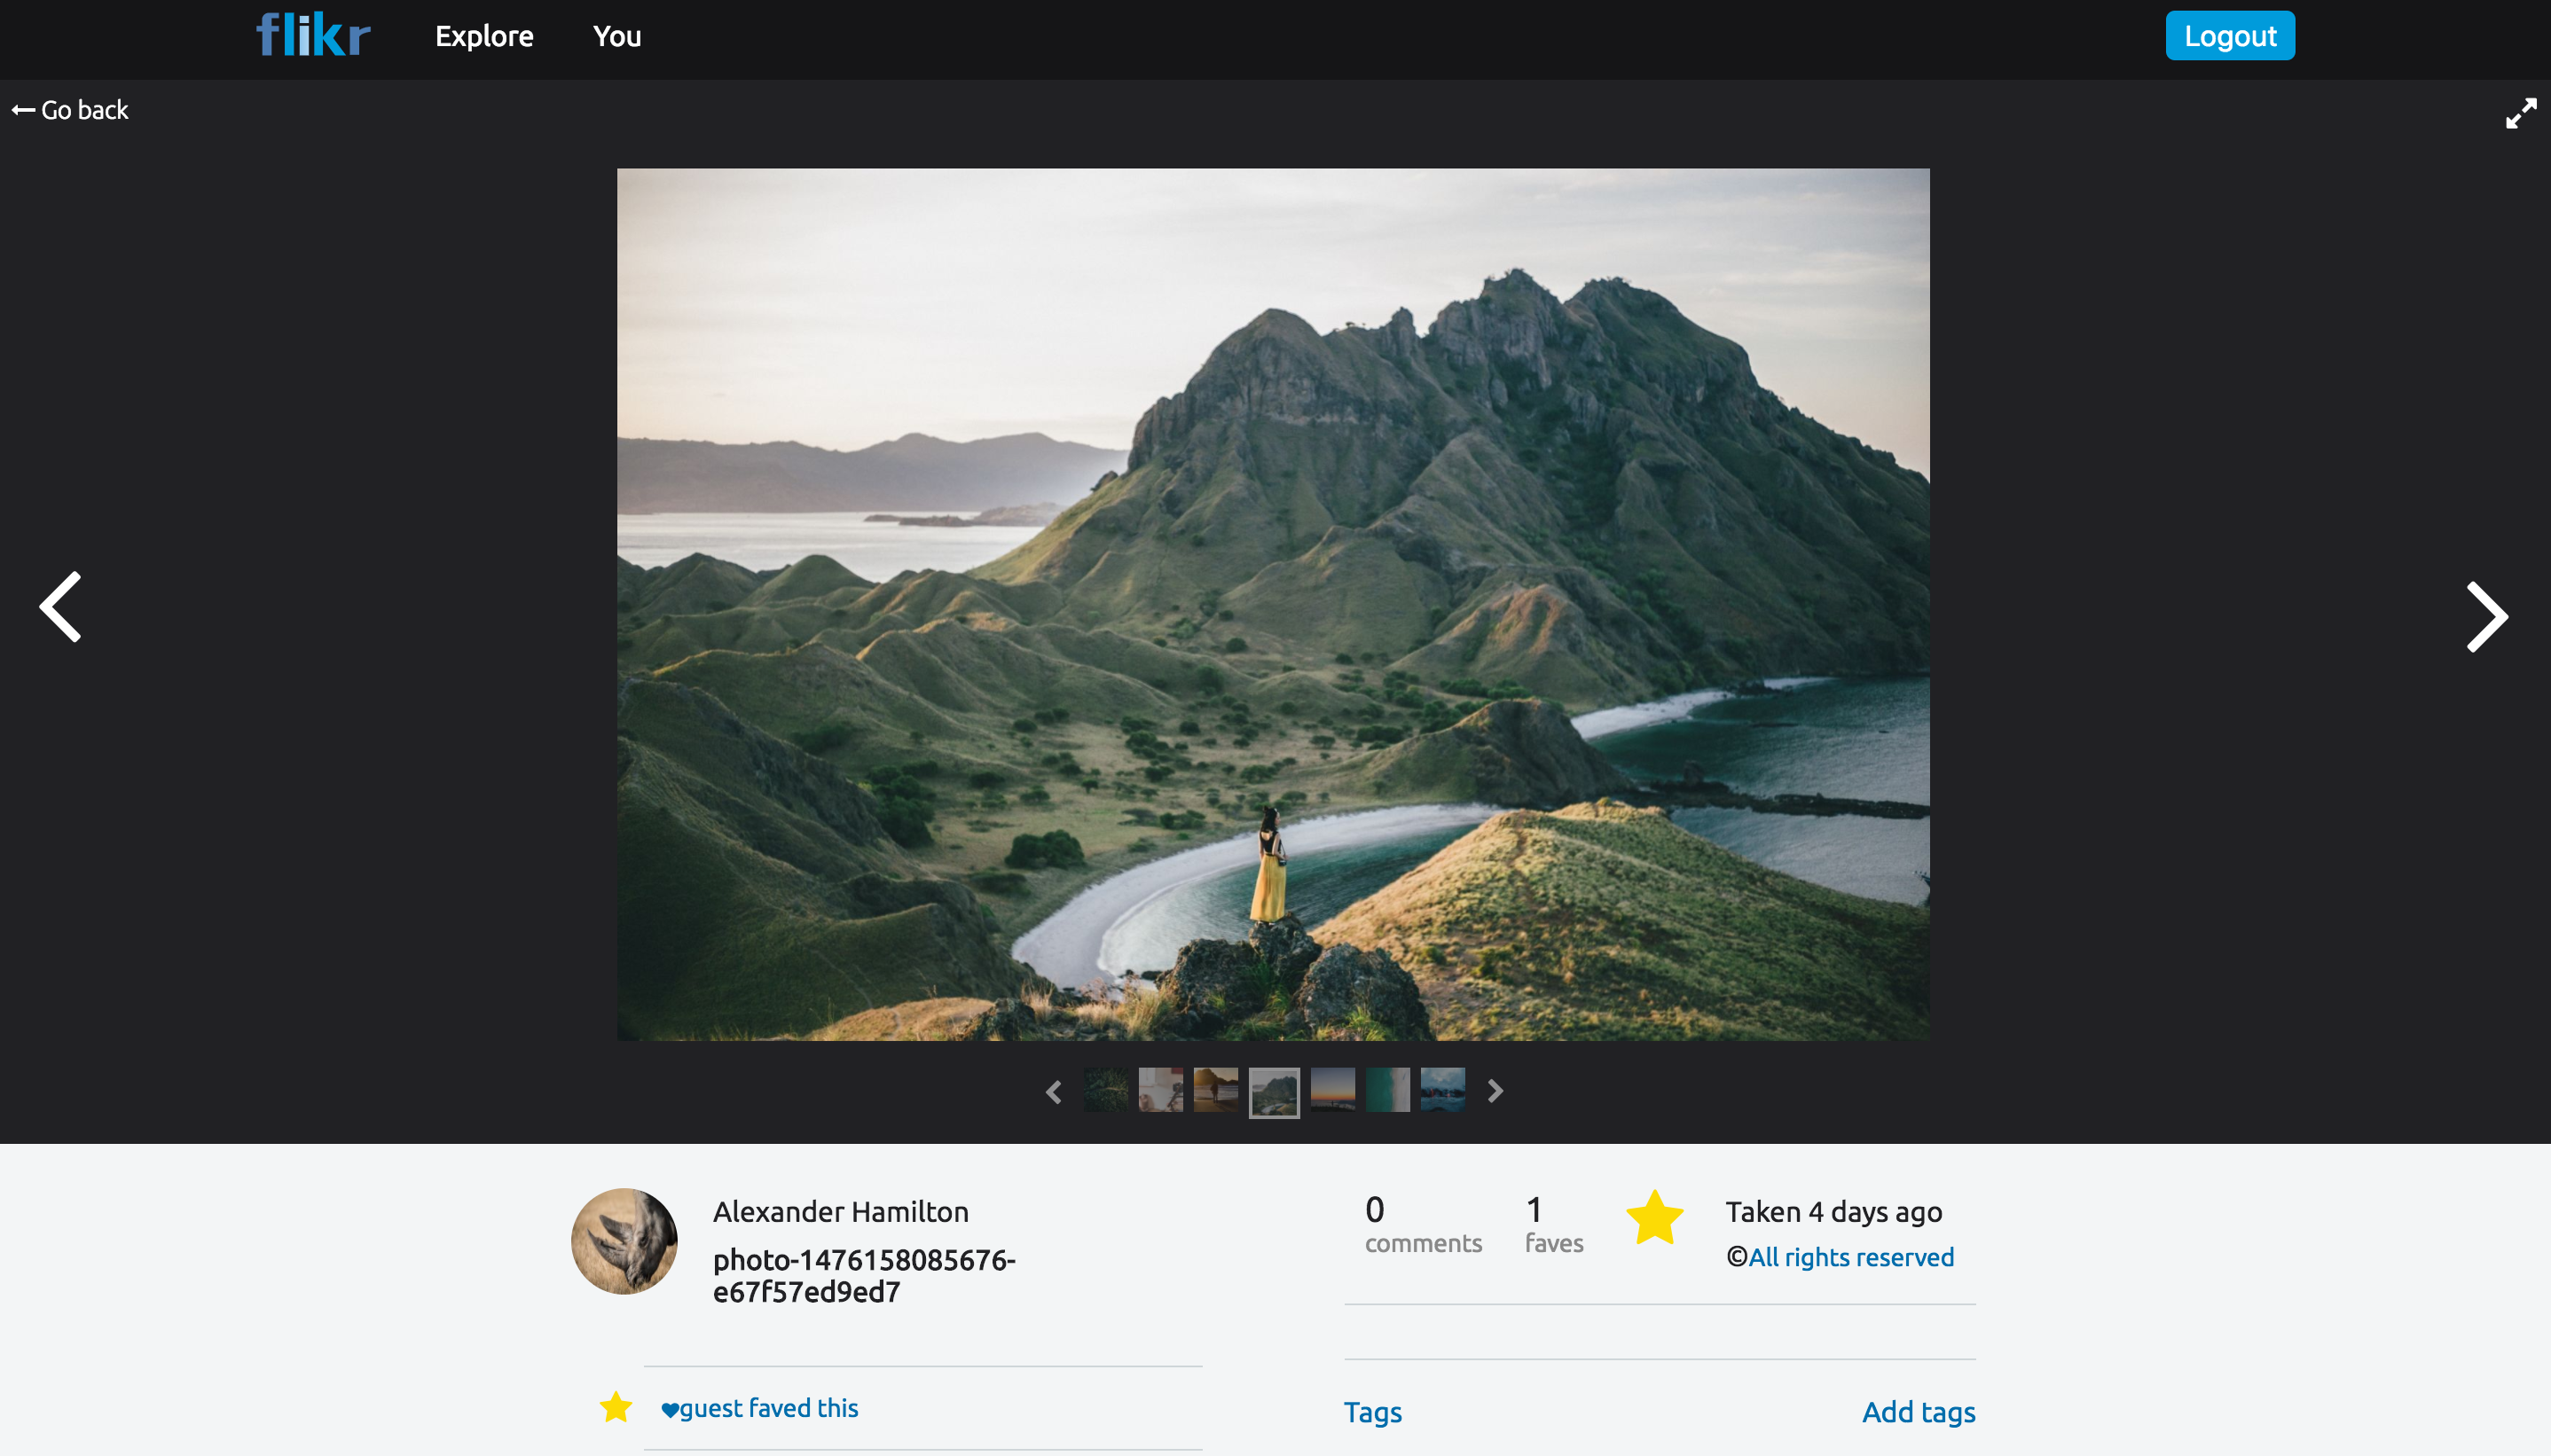 flikr Explore You Logout
Go back
Alexander Hamilton
photo-1476158085676-
e67f57ed9ed7
0 1
comments faves
Taken 4 days ago
©All rights reserved
guest faved this
Tags Add tags